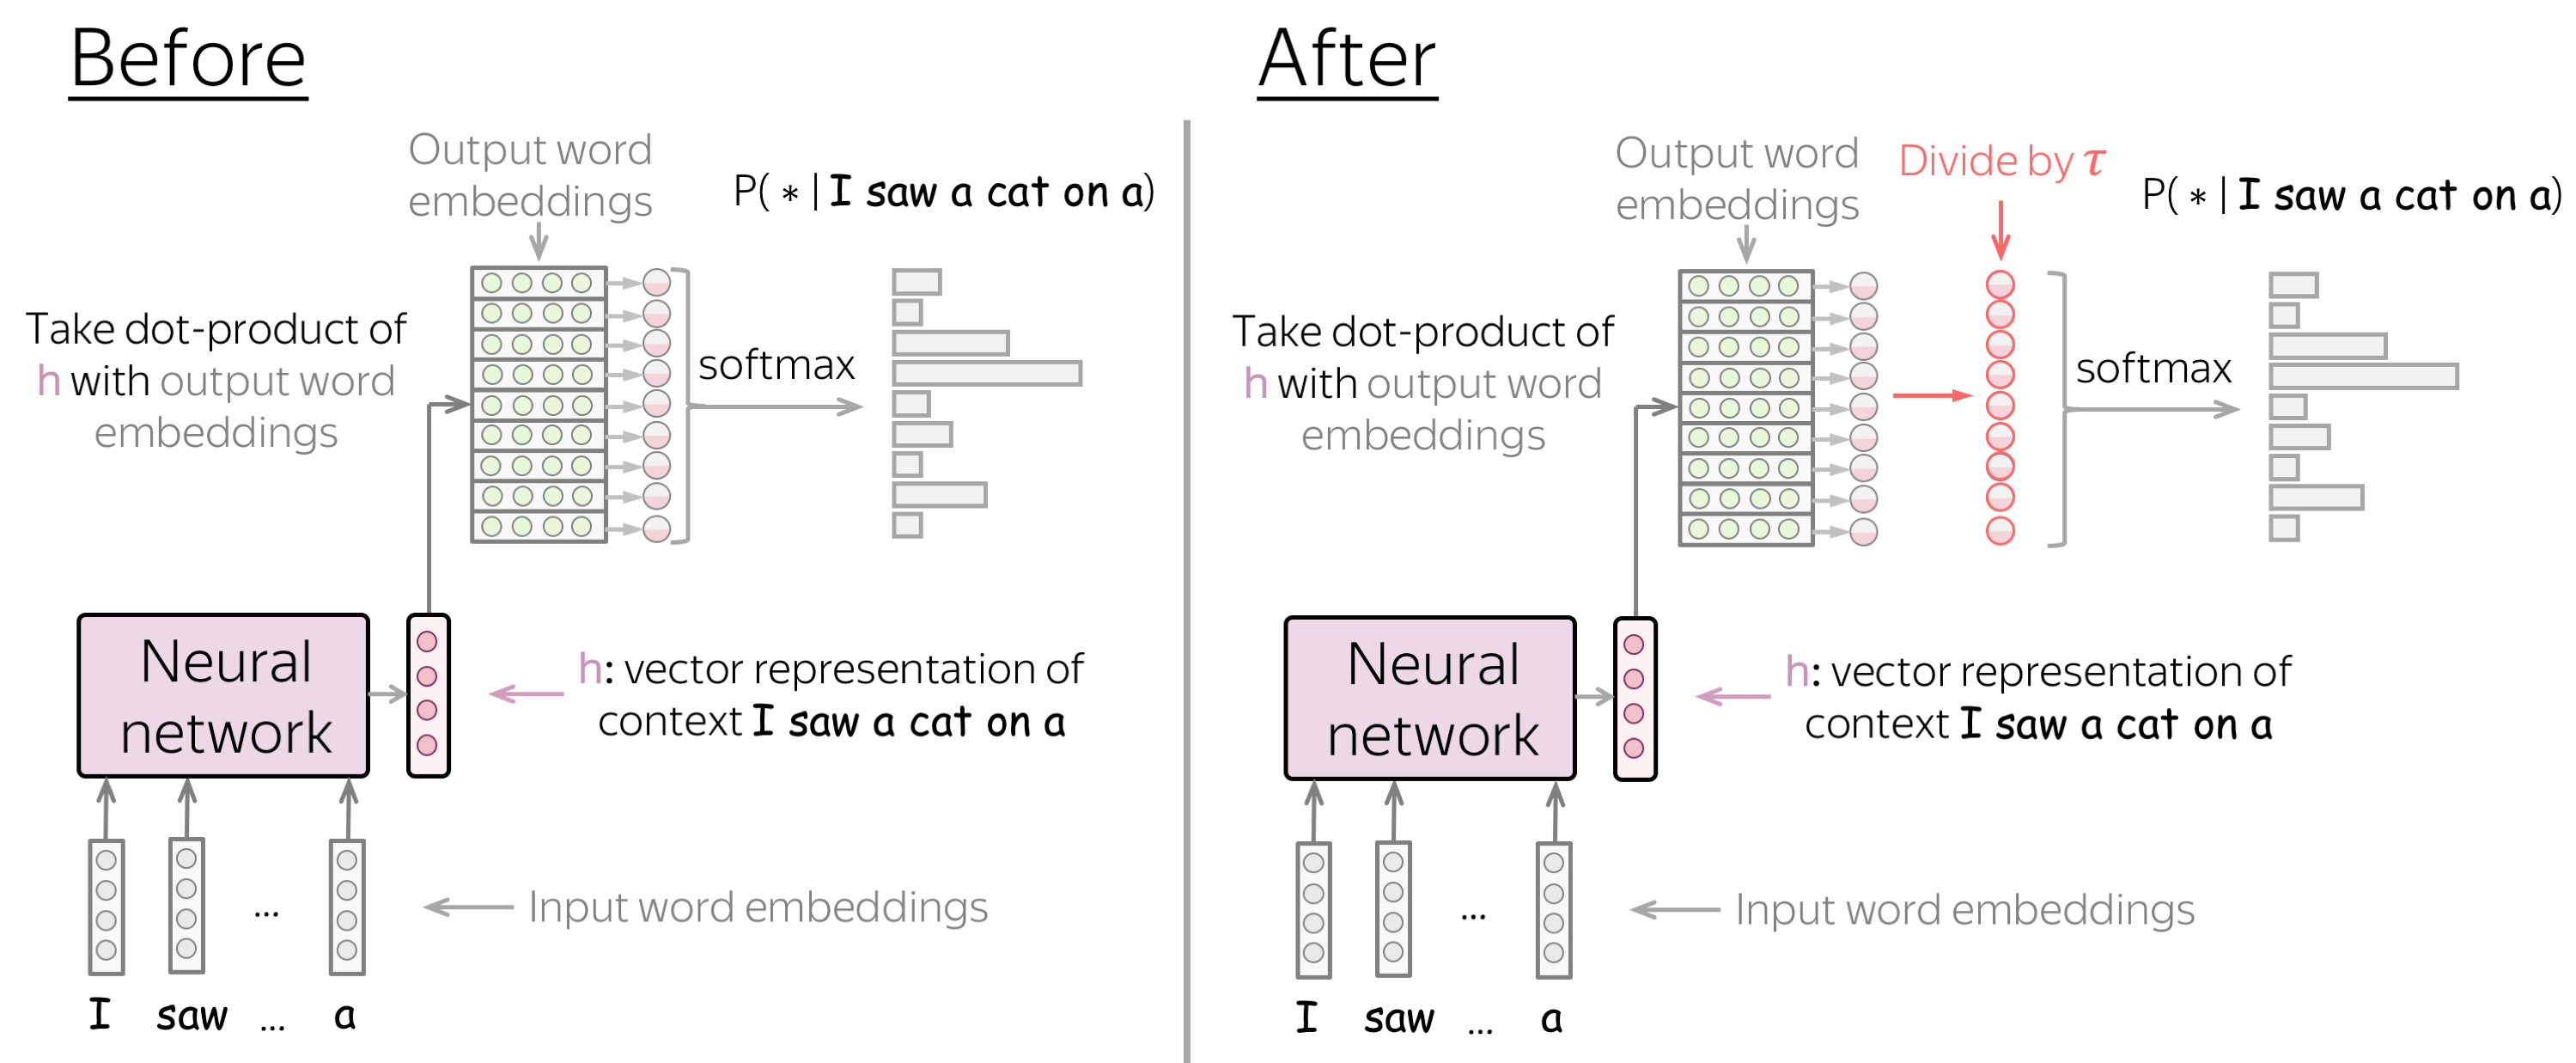 Before
Output word
embeddings
P( * | I saw a cat on a)
Take dot-product of
h with output word
embeddings
softmax
Neural
network
h: vector representation of
context I saw a cat on a
Input word embeddings
...
I saw ... a
After
Output word
embeddings
Divide by τ
P( * | I saw a cat on a)
Take dot-product of
h with output word
embeddings
softmax
Neural
network
h: vector representation of
context I saw a cat on a
Input word embeddings
...
I saw ... a